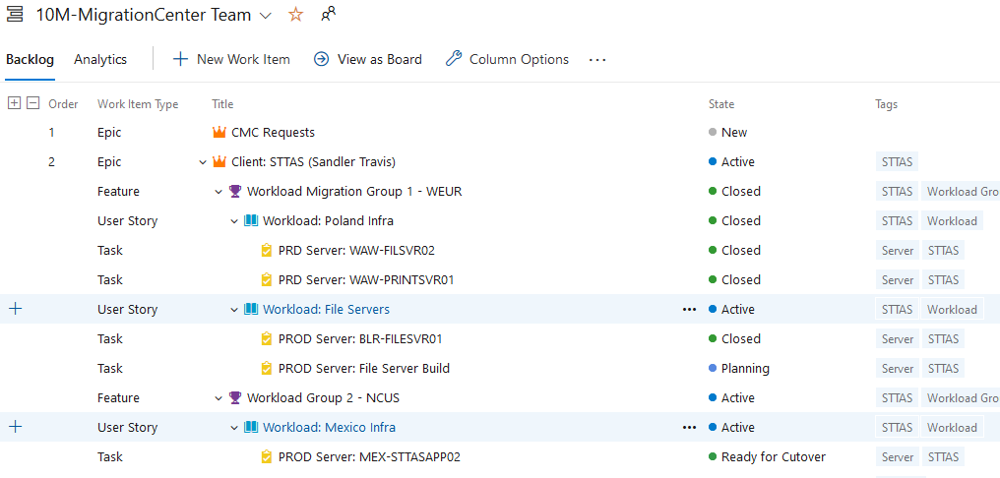 10M-MigrationCenter Team
Backlog Analytics New Work Item View as Board Column Options
Order Work Item Type Title State Tags
1 Epic CMC Requests New
2 Epic Client: STTAS (Sandler Travis) Active STTAS
Feature Workload Migration Group 1 - WEUR Closed STTAS Workload Gro
User Story Workload: Poland Infra Closed STTAS Workload
Task PRD Server: WAW-FILSVR02 Closed Server STTAS
Task PRD Server: WAW-PRINTSVR01 Closed Server STTAS
User Story Workload: File Servers Active STTAS Workload
Task PROD Server: BLR-FILESVR01 Closed Server STTAS
Task PROD Server: File Server Build Planning Server STTAS
Feature Workload Group 2 - NCUS Active STTAS Workload Gro
User Story Workload: Mexico Infra Active STTAS Workload
Task PROD Server: MEX-STTASAPP02 Ready for Cutover Server STTAS